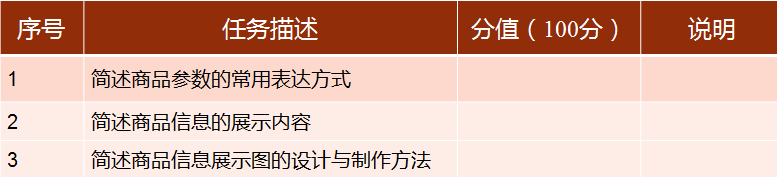 序号 任务描述 分值（100分） 说明
1 简述商品参数的常用表达方式
2 简述商品信息的展示内容
3 简述商品信息展示图的设计与制作方法